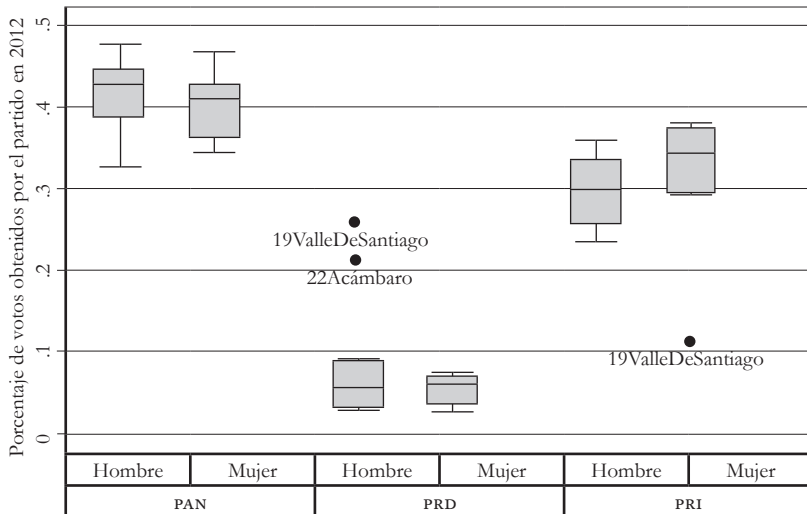 Porcentaje de votos obtenidos por el partido en 2012
.5
.4
.3
.2
.1
0
19ValleDeSantiago
22Acámbaro
19ValleDeSantiago
Hombre Mujer Hombre Mujer Hombre Mujer
PAN PRD PRI